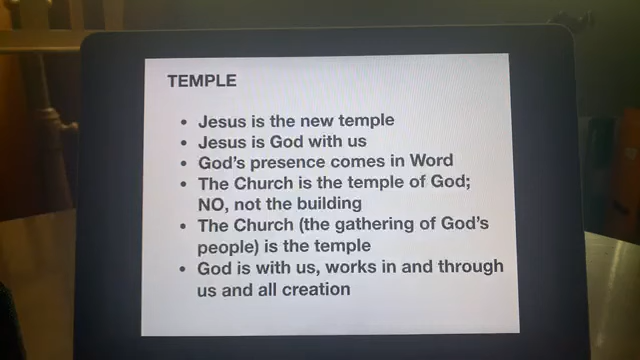 TEMPLE
• Jesus is the new temple
• Jesus is God with us
• God's presence comes in Word
• The Church is the temple of God;
NO, not the building
• The Church (the gathering of God's
people) is the temple
• God is with us, works in and through
us and all creation